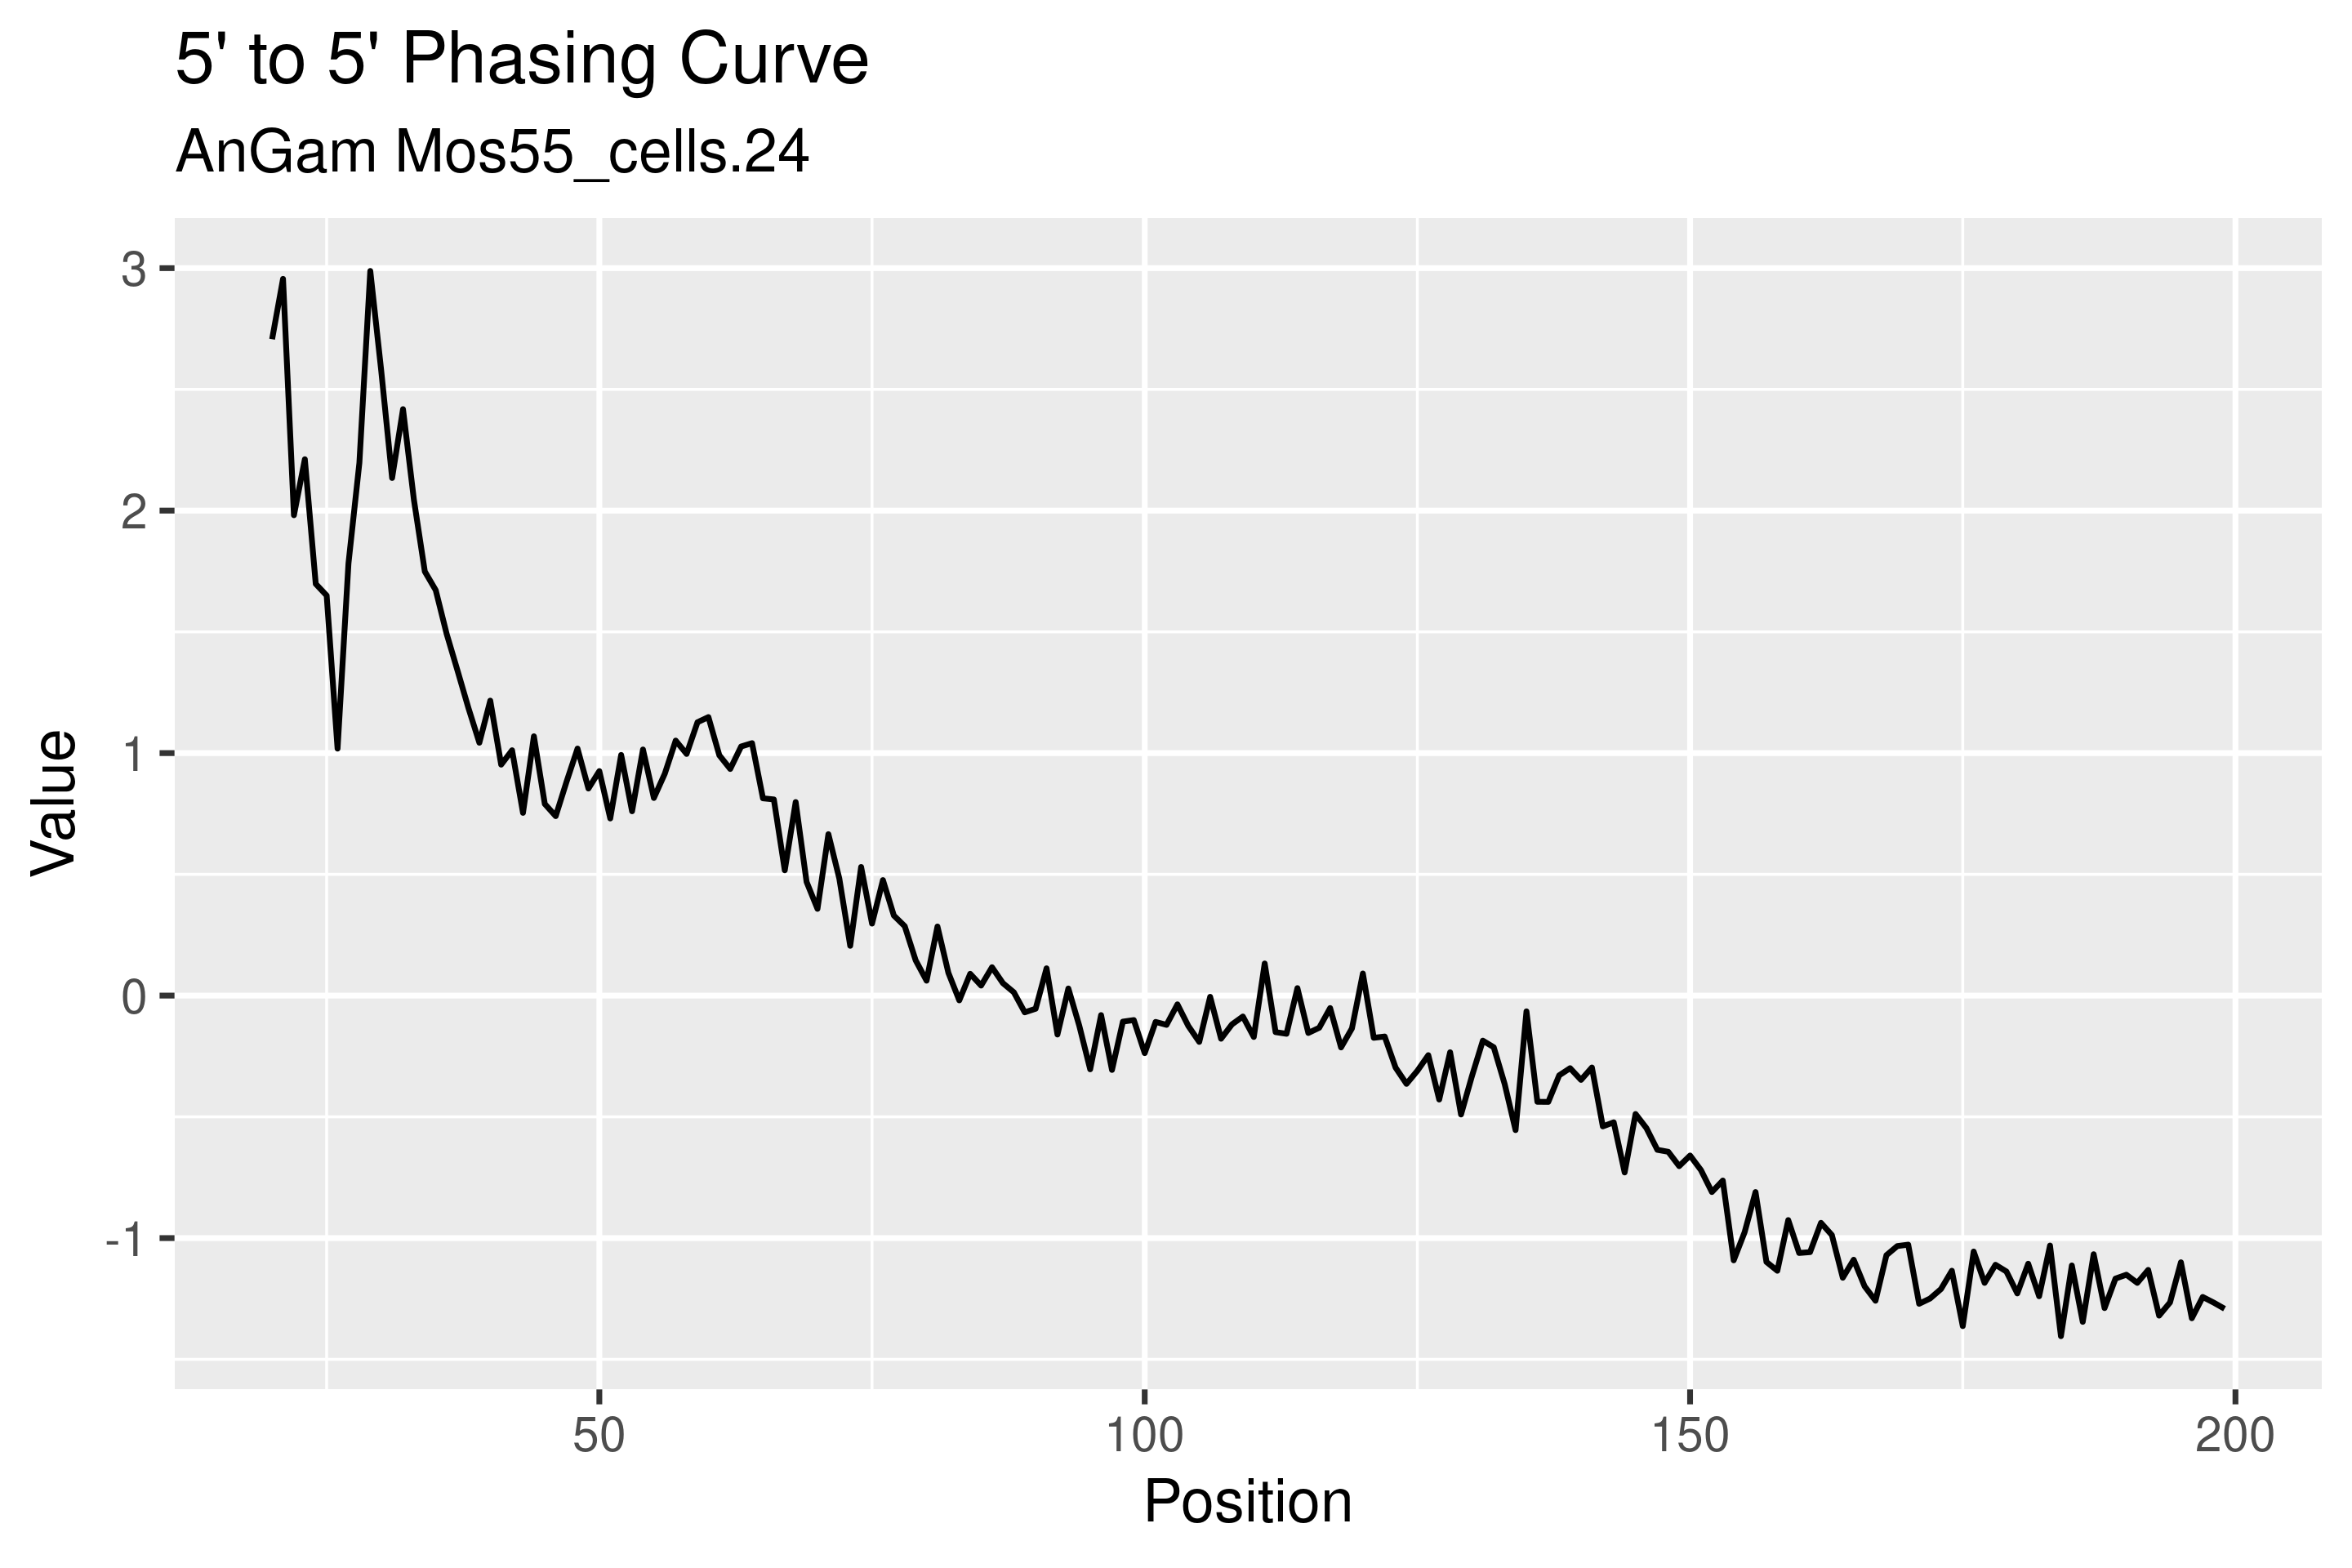 5' to 5' Phasing Curve
AnGam Mos55_cells.24
3
2
1
0
-1
Value
50 100 150 200
Position